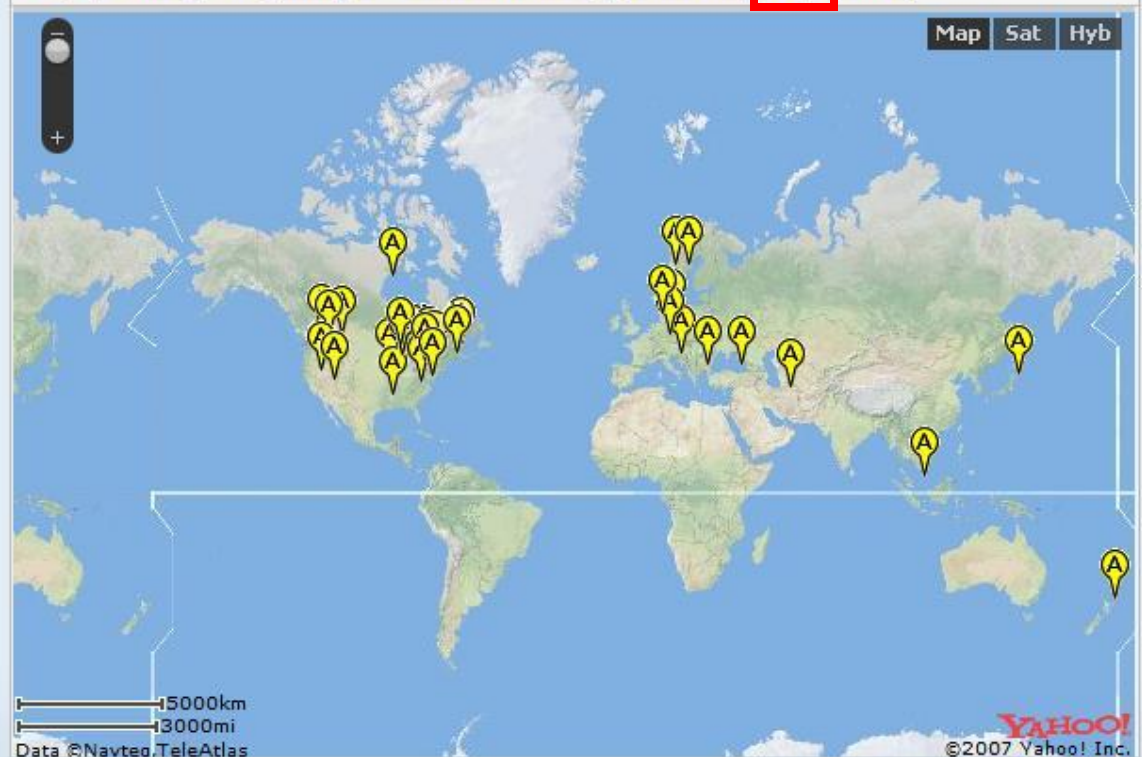 Map Sat Hyb
A
A A
A A A
A A
A A A
A A A A A
A A A A A
A A A
A
A
5000km
3000mi
Data ©Navteq,TeleAtlas
YAHOO!
©2007 Yahoo! Inc.